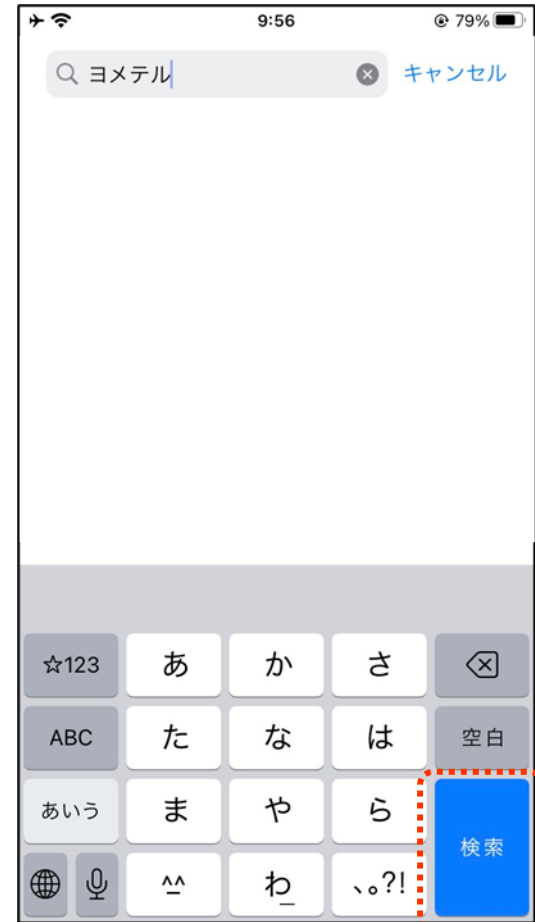 9:56 79%
ヨメテル キャンセル
☆123 あ か さ
ABC た な は 空白
あいう ま や ら 検索
^^ わ_ 、。?!